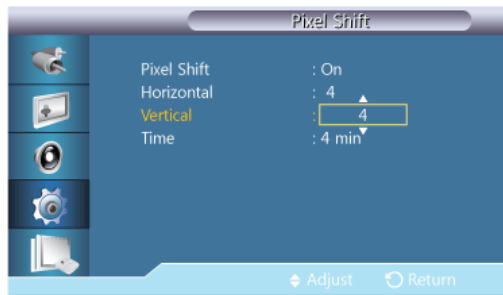 Pixel Shift
Pixel Shift : On
Horizontal : 4
Vertical : 4
Time : 4 min
Adjust Return